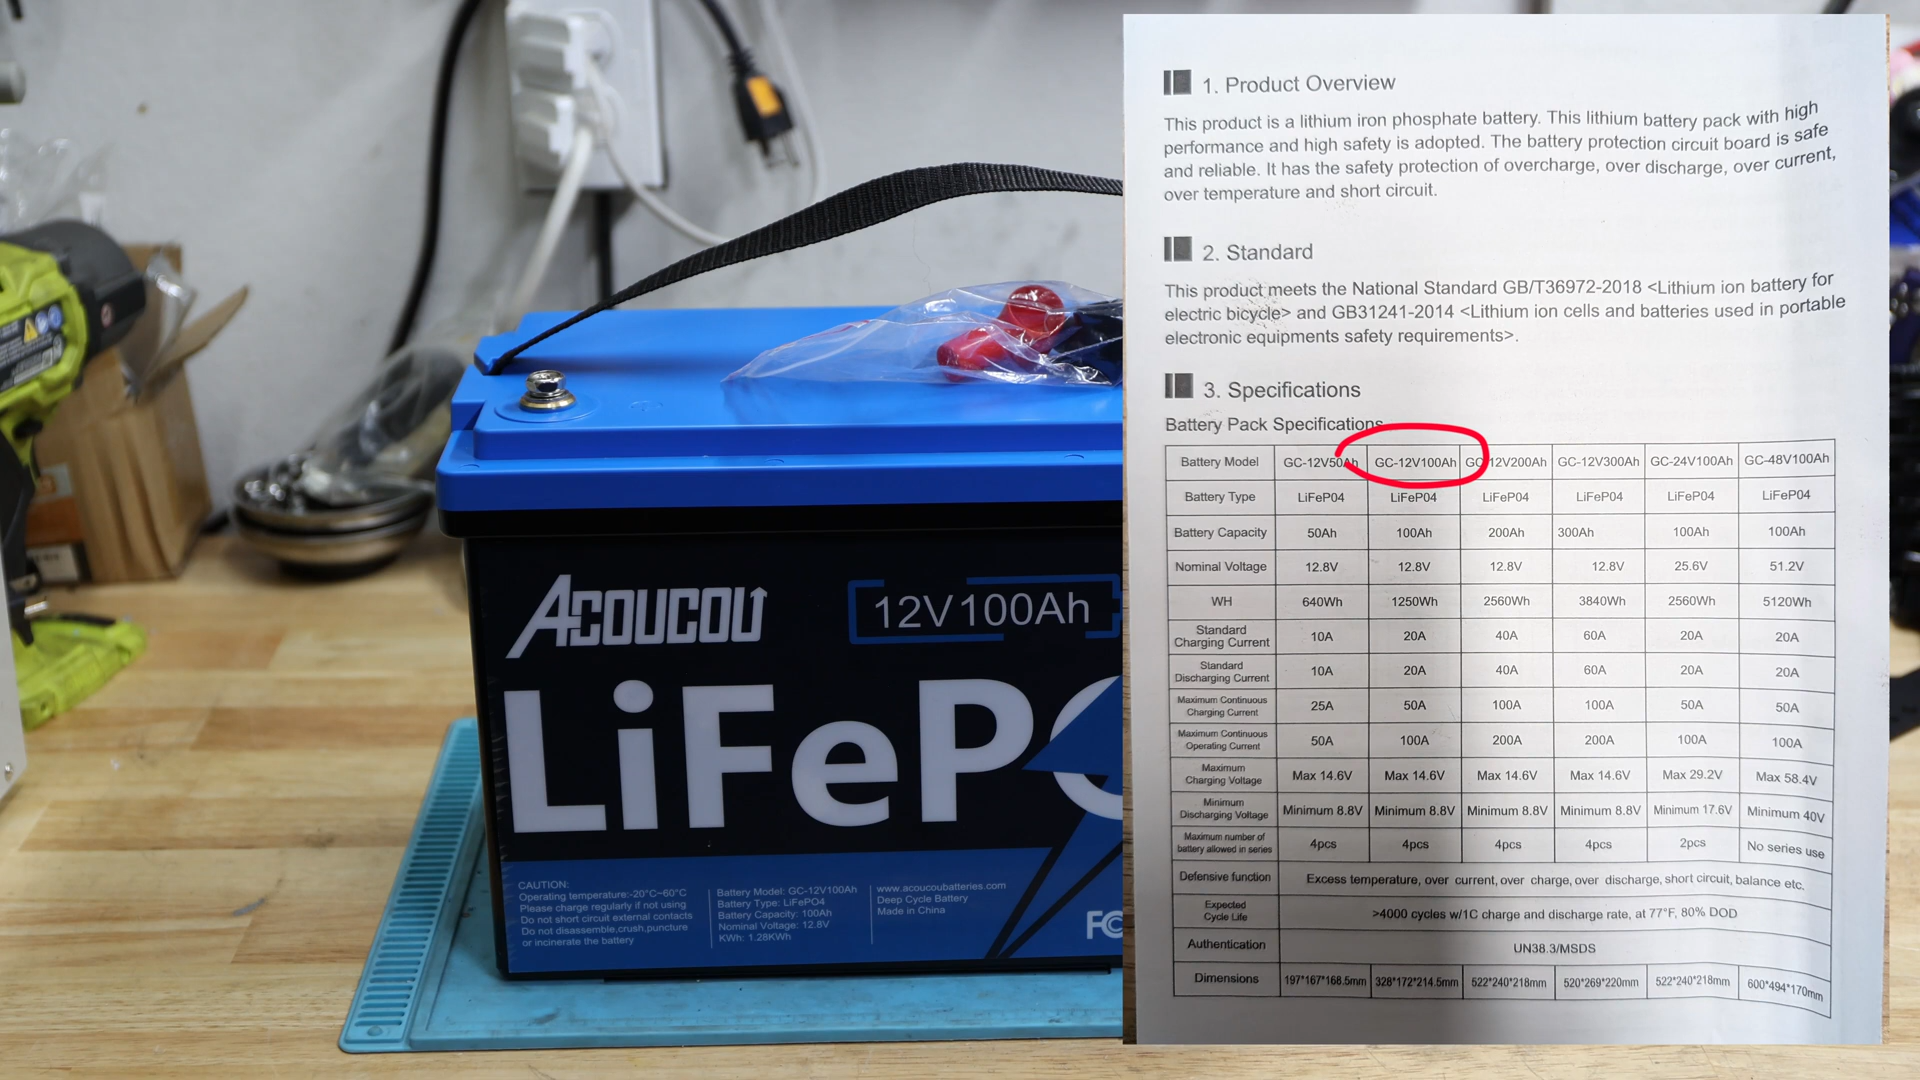 ACOUCOU
12V100Ah
LiFePO
CAUTION:
Operating temperature:-20°C~60°C
Please charge regularly if not using
Do not short circuit external contacts
Do not disassemble,crush,puncture
or incinerate the battery
Battery Model: GC-12V100Ah
Battery Type: LiFePO4
Battery Capacity: 100Ah
Nominal Voltage: 12.8V
KWh: 1.28KWh
www.acoucoubatteries.com
Deep Cycle Battery
Made in China
FC
1. Product Overview
This product is a lithium iron phosphate battery. This lithium battery pack with high
performance and high safety is adopted. The battery protection circuit board is safe
and reliable. It has the safety protection of overcharge, over discharge, over current,
over temperature and short circuit.
2. Standard
This product meets the National Standard GB/T36972-2018 <Lithium ion battery for
electric bicycle> and GB31241-2014 <Lithium ion cells and batteries used in portable
electronic equipments safety requirements>.
3. Specifications
Battery Pack Specifications
Battery Model GC-12V50Ah GC-12V100Ah GC-12V200Ah GC-12V300Ah GC-24V100Ah GC-48V100Ah
Battery Type LiFeP04 LiFeP04 LiFeP04 LiFeP04 LiFeP04 LiFeP04
Battery Capacity 50Ah 100Ah 200Ah 300Ah 100Ah 100Ah
Nominal Voltage 12.8V 12.8V 12.8V 12.8V 25.6V 51.2V
WH 640Wh 1250Wh 2560Wh 3840Wh 2560Wh 5120Wh
Standard
Charging Current 10A 20A 40A 60A 20A 20A
Standard
Discharging Current 10A 20A 40A 60A 20A 20A
Maximum Continuous
Charging Current 25A 50A 100A 100A 50A 50A
Maximum Continuous
Operating Current 50A 100A 200A 200A 100A 100A
Maximum
Charging Voltage Max 14.6V Max 14.6V Max 14.6V Max 14.6V Max 29.2V Max 58.4V
Minimum
Discharging Voltage Minimum 8.8V Minimum 8.8V Minimum 8.8V Minimum 8.8V Minimum 17.6V Minimum 40V
Maximum number of
battery allowed in series 4pcs 4pcs 4pcs 4pcs 2pcs No series use
Defensive function Excess temperature, over current, over charge, over discharge, short circuit, balance etc.
Expected
Cycle Life >4000 cycles w/1C charge and discharge rate, at 77°F, 80% DOD
Authentication UN38.3/MSDS
Dimensions 197*167*168.5mm 328*172*214.5mm 522*240*218mm 520*269*220mm 522*240*218mm 600*494*170mm